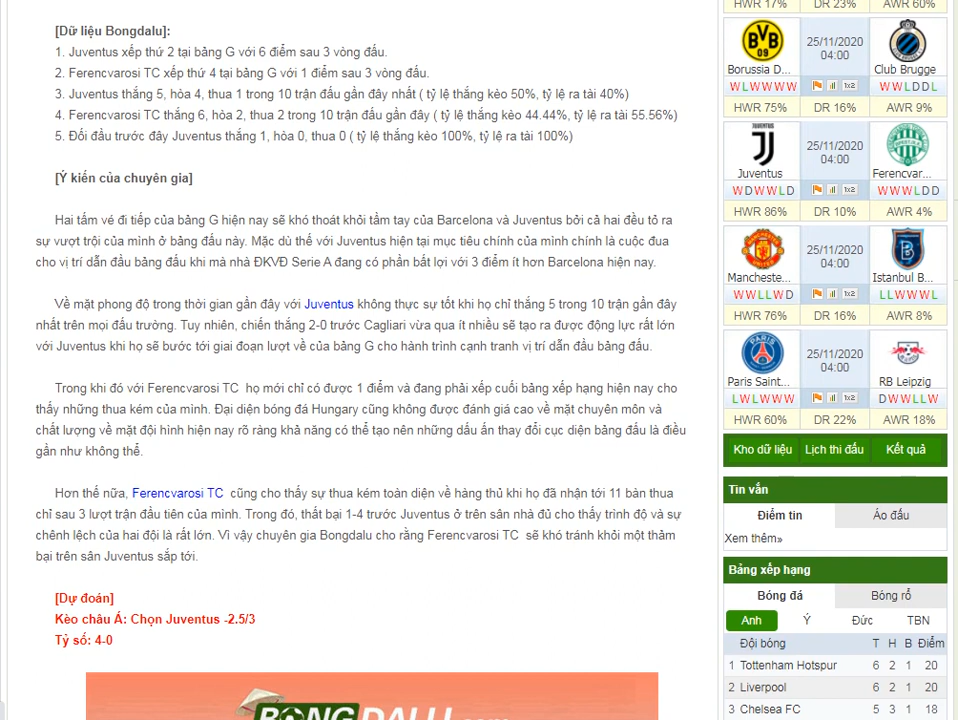 [Dữ liệu Bongdalu]:
1. Juventus xếp thứ 2 tại bảng G với 6 điểm sau 3 vòng đấu.
2. Ferencvarosi TC xếp thứ 4 tại bảng G với 1 điểm sau 3 vòng đấu.
3. Juventus thắng 5, hòa 4, thua 1 trong 10 trận đấu gần đây nhất ( tỷ lệ thắng kèo 50%, tỷ lệ ra tài 40%)
4. Ferencvarosi TC thắng 6, hòa 2, thua 2 trong 10 trận đấu gần đây ( tỷ lệ thắng kèo 44.44%, tỷ lệ ra tài 55.56%)
5. Đối đầu trước đây Juventus thắng 1, hòa 0, thua 0 ( tỷ lệ thắng kèo 100%, tỷ lệ ra tài 100%)
[Ý kiến của chuyên gia]
Hai tấm vé đi tiếp của bảng G hiện nay sẽ khó thoát khỏi tầm tay của Barcelona và Juventus bởi cả hai đều tỏ ra
sự vượt trội của mình ở bảng đấu này. Mặc dù thế với Juventus hiện tại mục tiêu chính của mình chính là cuộc đua
cho vị trí dẫn đầu bảng đấu khi mà nhà ĐKVĐ Serie A đang có phần bất lợi với 3 điểm ít hơn Barcelona hiện nay.
Về mặt phong độ trong thời gian gần đây với Juventus không thực sự tốt khi họ chỉ thắng 5 trong 10 trận gần đây
nhất trên mọi đấu trường. Tuy nhiên, chiến thắng 2-0 trước Cagliari vừa qua ít nhiều sẽ tạo ra được động lực rất lớn
với Juventus khi họ sẽ bước tới giai đoạn lượt về của bảng G cho hành trình cạnh tranh vị trí dẫn đầu bảng đấu.
Trong khi đó với Ferencvarosi TC họ mới chỉ có được 1 điểm và đang phải xếp cuối bảng xếp hạng hiện nay cho
thấy những thua kém của mình. Đại diện bóng đá Hungary cũng không được đánh giá cao về mặt chuyên môn và
chất lượng về mặt đội hình hiện nay rõ ràng khả năng có thể tạo nên những dấu ấn thay đổi cục diện bảng đấu là điều
gần như không thể.
Hơn thế nữa, Ferencvarosi TC cũng cho thấy sự thua kém toàn diện về hàng thủ khi họ đã nhận tới 11 bàn thua
chỉ sau 3 lượt trận đầu tiên của mình. Trong đó, thất bại 1-4 trước Juventus ở trên sân nhà đủ cho thấy trình độ và sự
chênh lệch của hai đội là rất lớn. Vì vậy chuyên gia Bongdalu cho rằng Ferencvarosi TC sẽ khó tránh khỏi một thảm
bại trên sân Juventus sắp tới.
[Dự đoán]
Kèo châu Á: Chọn Juventus -2.5/3
Tỷ số: 4-0
BONGDALU.com
HWR 17% DR 23% AWR 60%
BVB 09
25/11/2020
04:00
Borussia D... Club Brugge
WLWWWW 1x2 WWLDDL
HWR 75% DR 16% AWR 9%
JUVENTUS
25/11/2020
04:00
Juventus Ferencvar...
WDWWLD 1x2 WWWLDD
HWR 86% DR 10% AWR 4%
25/11/2020
04:00
Mancheste... Istanbul B...
WWLLWD 1x2 LLWWWL
HWR 76% DR 16% AWR 8%
PARIS
25/11/2020
04:00
Paris Saint... RB Leipzig
LWLWWW 1x2 DWWLLW
HWR 60% DR 22% AWR 18%
Kho dữ liệu Lịch thi đấu Kết quả
Tin vắn
Điểm tin Áo đấu
Xem thêm»
Bảng xếp hạng
Bóng đá Bóng rổ
Anh Ý Đức TBN
Đội bóng T H B Điểm
1 Tottenham Hotspur 6 2 1 20
2 Liverpool 6 2 1 20
3 Chelsea FC 5 3 1 18